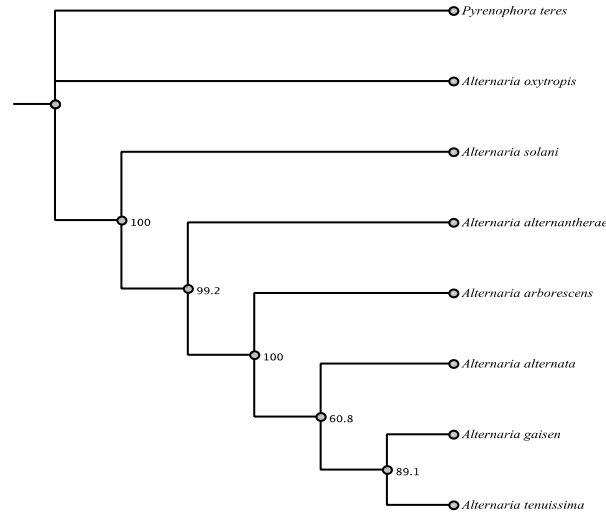 Pyrenophora teres
Alternaria oxytropis
Alternaria solani
100
Alternaria alternantherae
99.2
Alternaria arborescens
100
Alternaria alternata
60.8
Alternaria gaisen
89.1
Alternaria tenuissima